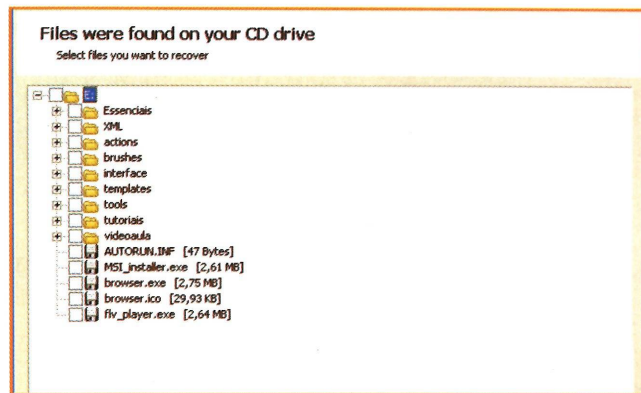 Files were found on your CD drive
Select files you want to recover
E:
Essenciais
XML
actions
brushes
interface
templates
tools
tutoriais
videoaula
AUTORUN.INF [47 Bytes]
MSI_installer.exe [2,61 MB]
browser.exe [2,75 MB]
browser.ico [29,93 KB]
flv_player.exe [2,64 MB]